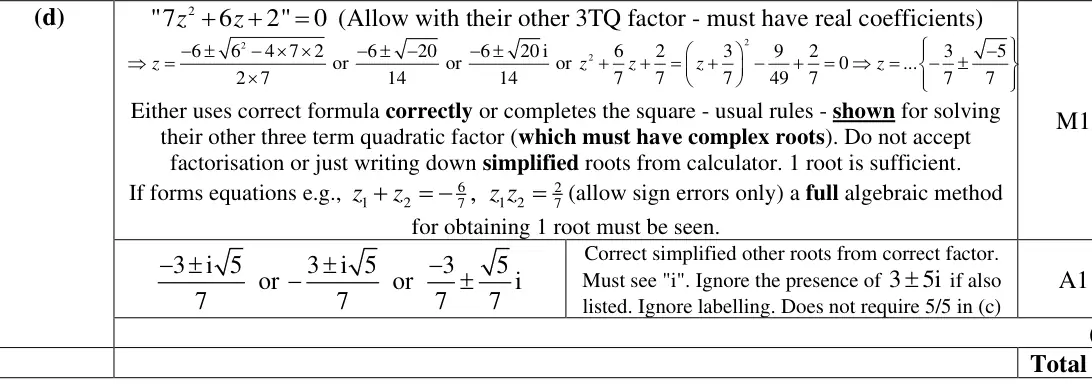 (d) "7z² + 6z + 2" = 0 (Allow with their other 3TQ factor - must have real coefficients)
⇒ z = (−6 ± √(6² − 4×7×2))/(2×7) or (−6 ± √−20)/14 or (−6 ± √20 i)/14 or z² + 6/7 z + 2/7 = (z + 3/7)² − 9/49 + 2/7 = 0 ⇒ z = ... {−3/7 ± √−5/7}
Either uses correct formula correctly or completes the square - usual rules - shown for solving
their other three term quadratic factor (which must have complex roots). Do not accept
M1
factorisation or just writing down simplified roots from calculator. 1 root is sufficient.
If forms equations e.g., z₁ + z₂ = −6/7, z₁z₂ = 2/7 (allow sign errors only) a full algebraic method
for obtaining 1 root must be seen.
(−3 ± i√5)/7 or −(3 ± i√5)/7 or −3/7 ± √5/7 i
Correct simplified other roots from correct factor.
Must see "i". Ignore the presence of 3 ± 5i if also
listed. Ignore labelling. Does not require 5/5 in (c)
A1
(
Total